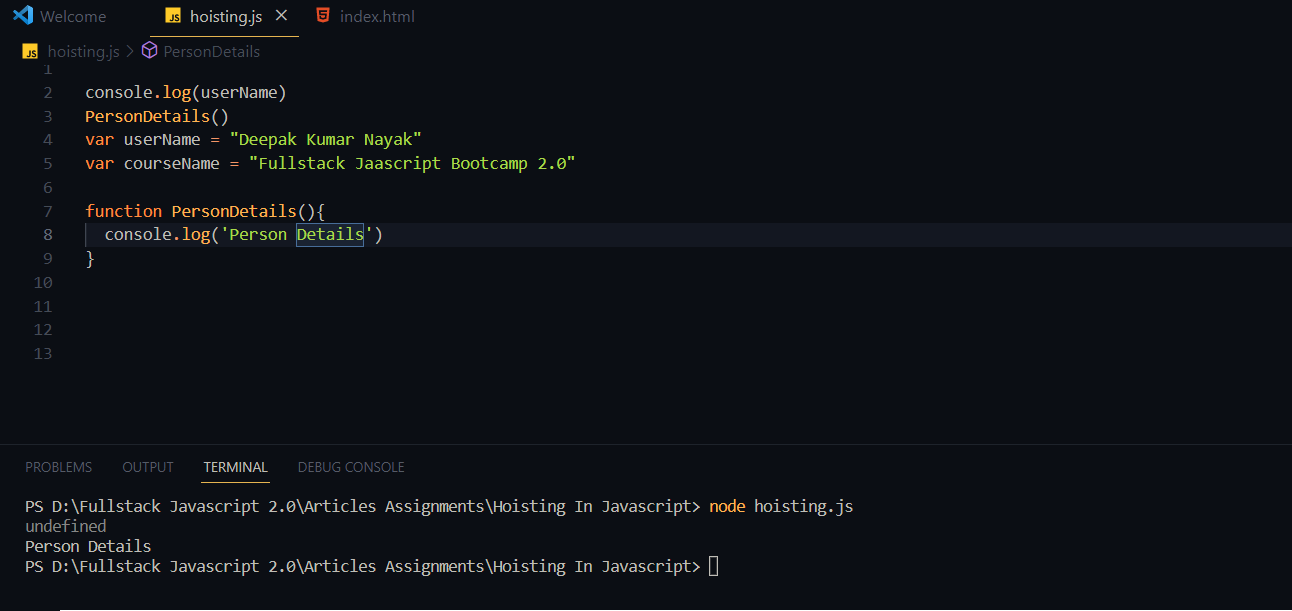 Welcome JS hoisting.js × index.html
JS hoisting.js > PersonDetails
1
2 console.log(userName)
3 PersonDetails()
4 var userName = "Deepak Kumar Nayak"
5 var courseName = "Fullstack Jaascript Bootcamp 2.0"
6
7 function PersonDetails(){
8 console.log('Person Details')
9 }
10
11
12
13
PROBLEMS OUTPUT TERMINAL DEBUG CONSOLE
PS D:\Fullstack Javascript 2.0\Articles Assignments\Hoisting In Javascript> node hoisting.js
undefined
Person Details
PS D:\Fullstack Javascript 2.0\Articles Assignments\Hoisting In Javascript>